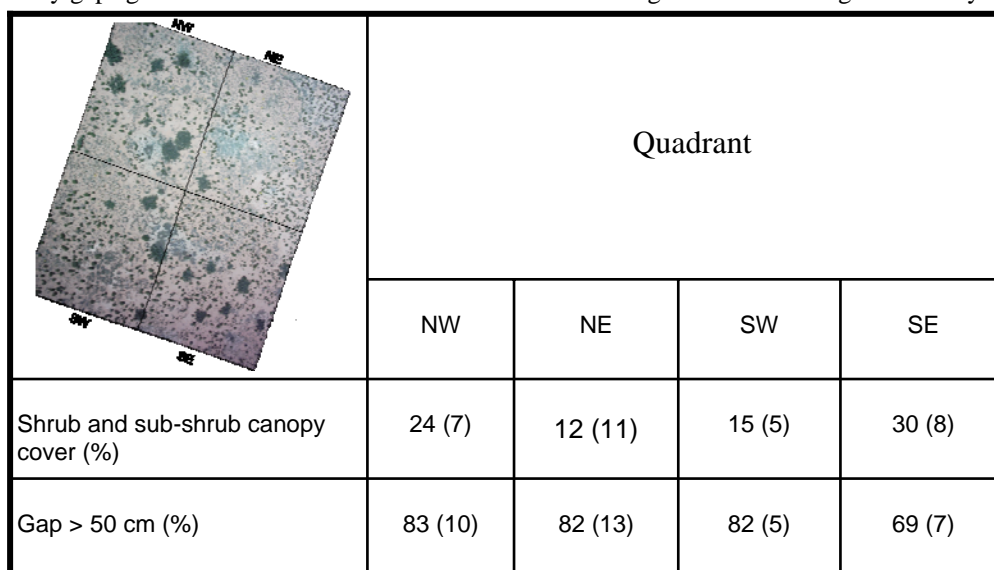 NW
NE
SW
SE
Quadrant
NW NE SW SE
Shrub and sub-shrub canopy
cover (%)
24 (7) 12 (11) 15 (5) 30 (8)
Gap > 50 cm (%)
83 (10) 82 (13) 82 (5) 69 (7)